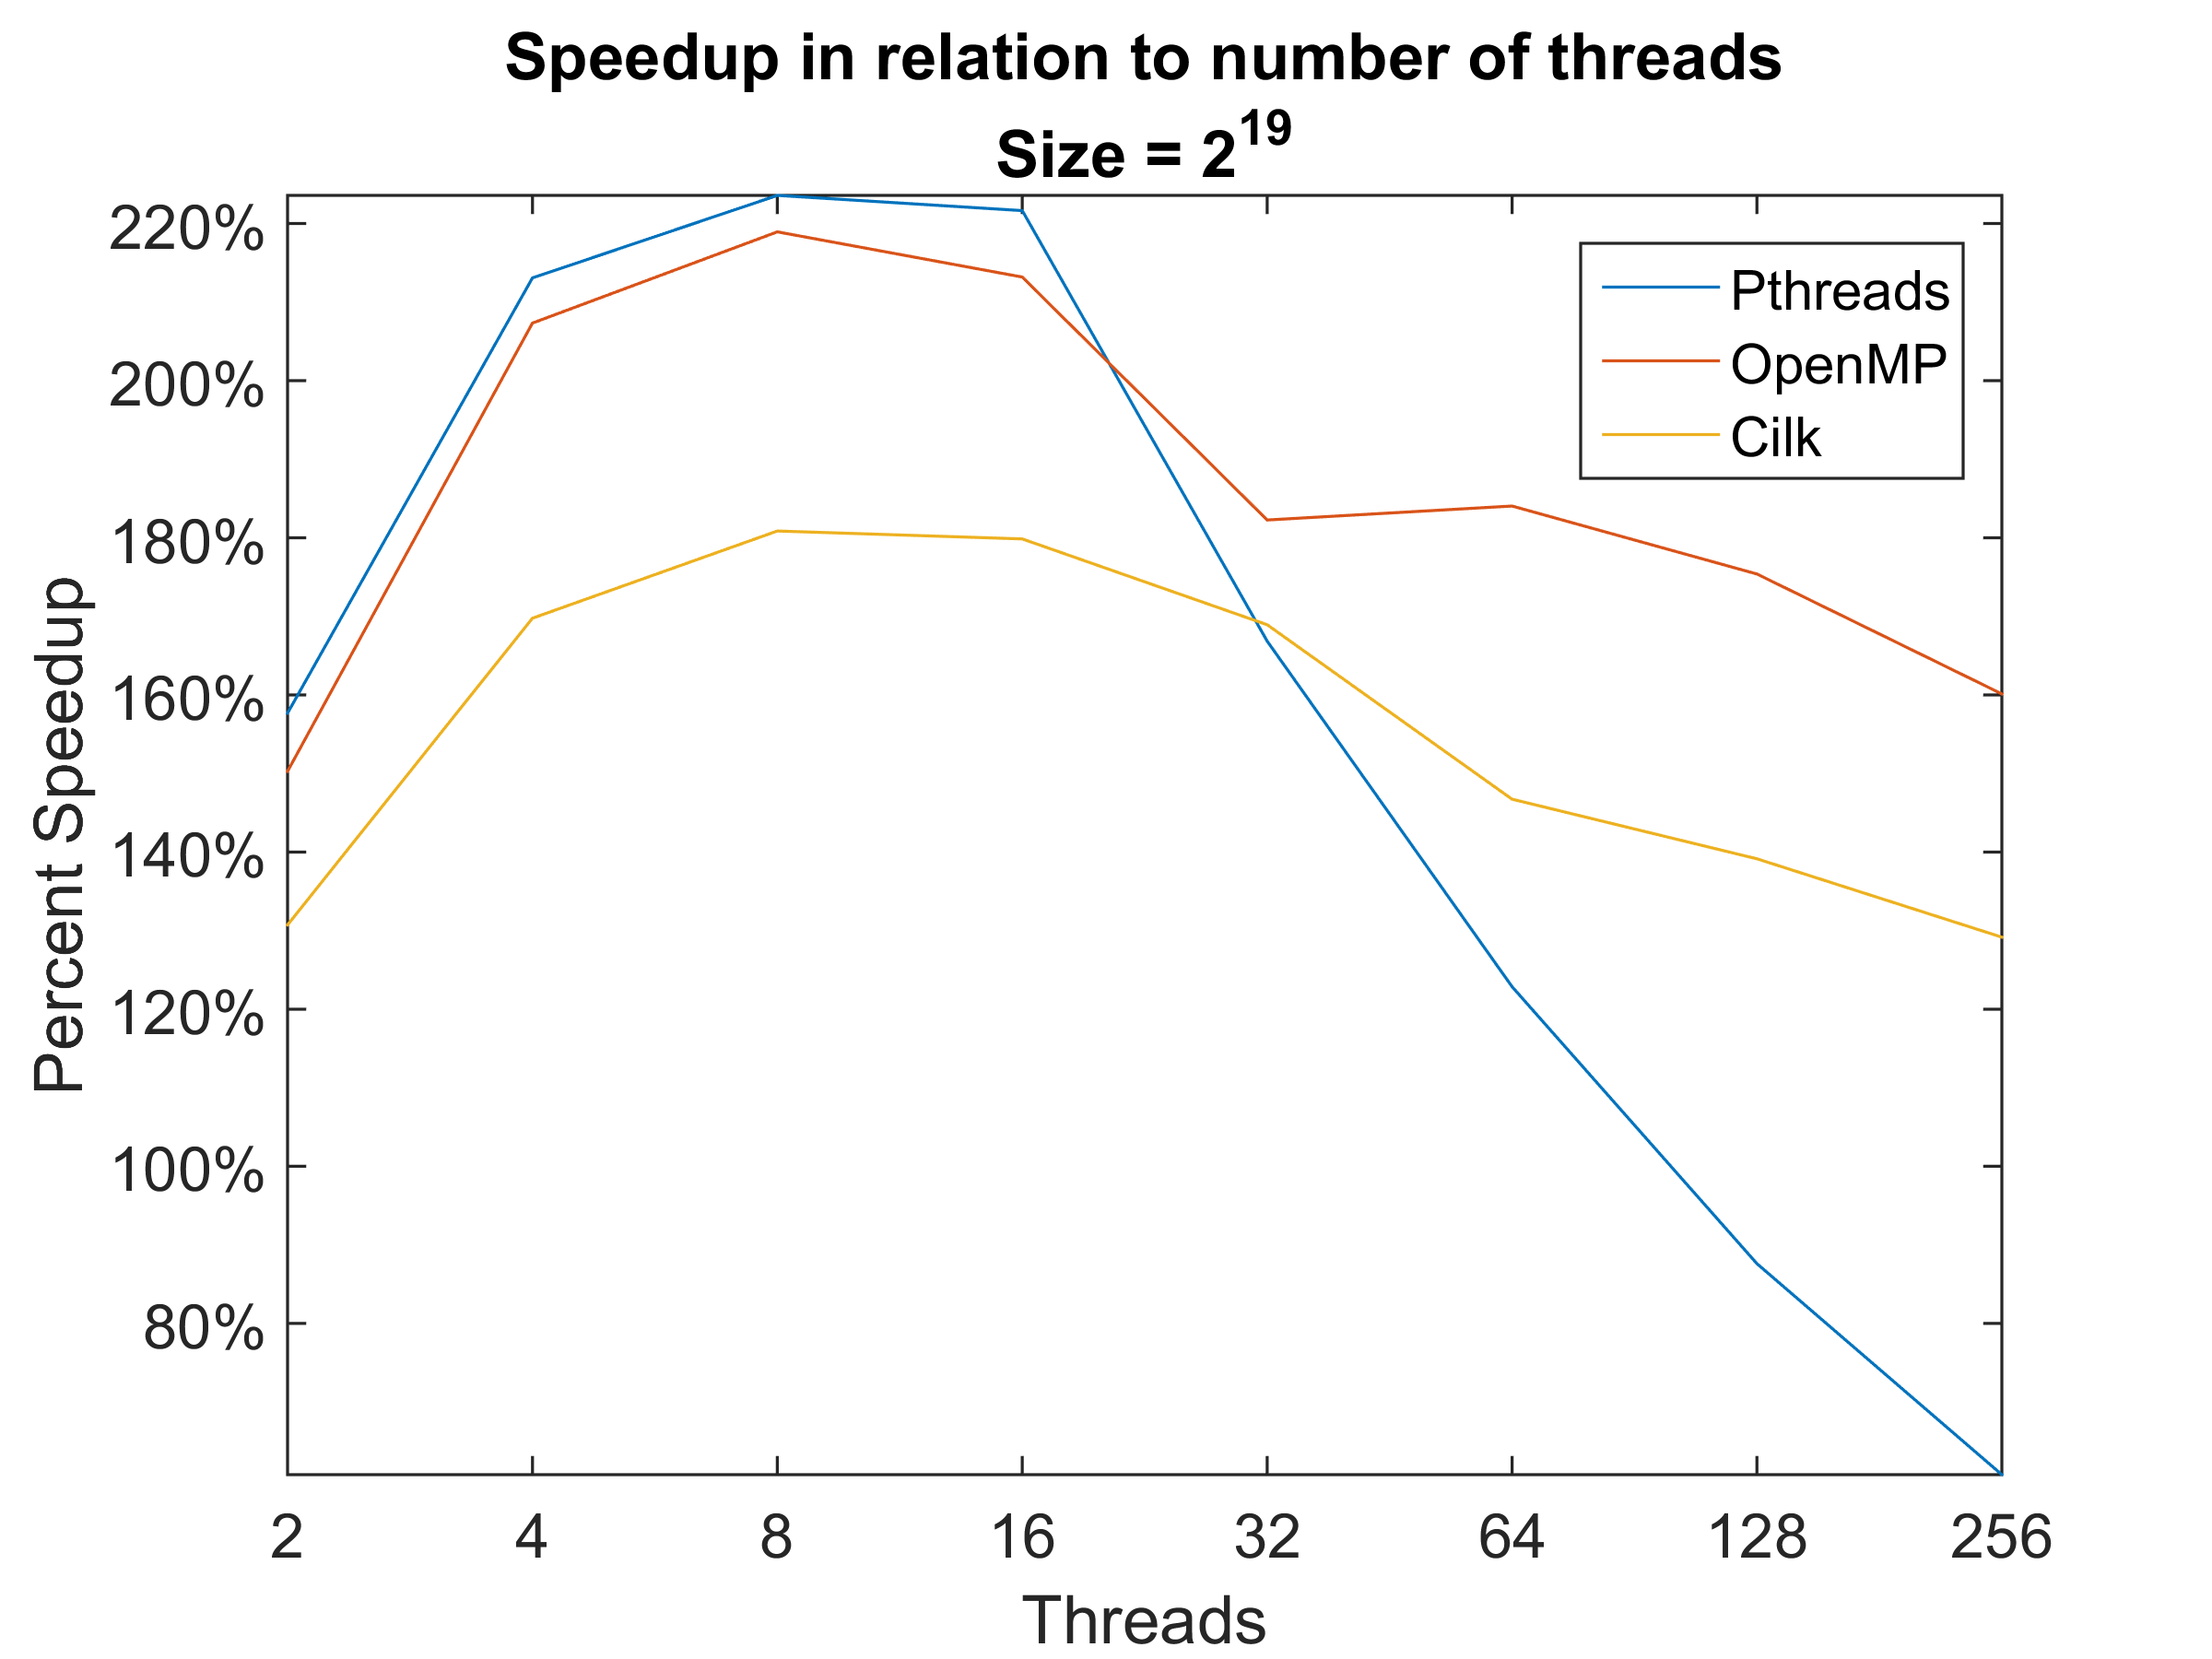 Speedup in relation to number of threads
Size = 2^19
220%
200%
180%
160%
140%
120%
100%
80%
Percent Speedup
Pthreads
OpenMP
Cilk
2 4 8 16 32 64 128 256
Threads